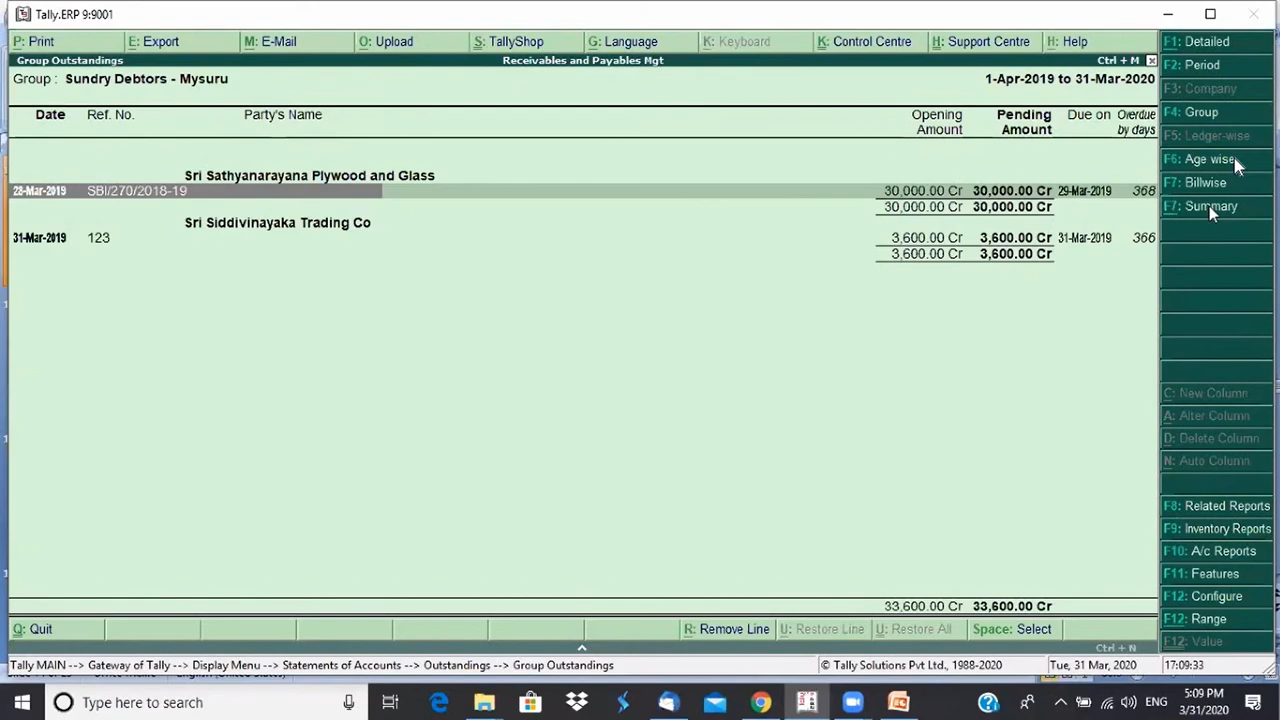 Tally.ERP 9:9001
P: Print E: Export M: E-Mail O: Upload S: TallyShop G: Language K: Keyboard K: Control Centre H: Support Centre H: Help
Group Outstandings Receivables and Payables Mgt Ctrl + M
Group : Sundry Debtors - Mysuru 1-Apr-2019 to 31-Mar-2020
Date Ref. No. Party's Name Opening Amount Pending Amount Due on Overdue by days
Sri Sathyanarayana Plywood and Glass
28-Mar-2019 SBI/270/2018-19 30,000.00 Cr 30,000.00 Cr 29-Mar-2019 368
30,000.00 Cr 30,000.00 Cr
Sri Siddivinayaka Trading Co
31-Mar-2019 123 3,600.00 Cr 3,600.00 Cr 31-Mar-2019 366
3,600.00 Cr 3,600.00 Cr
33,600.00 Cr 33,600.00 Cr
Q: Quit R: Remove Line U: Restore Line U: Restore All Space: Select
Ctrl + N
F1: Detailed
F2: Period
F3: Company
F4: Group
F5: Ledger-wise
F6: Age wise
F7: Billwise
F7: Summary
C: New Column
A: Alter Column
D: Delete Column
N: Auto Column
F8: Related Reports
F9: Inventory Reports
F10: A/c Reports
F11: Features
F12: Configure
F12: Range
F12: Value
Tally MAIN --> Gateway of Tally --> Display Menu --> Statements of Accounts --> Outstandings --> Group Outstandings © Tally Solutions Pvt Ltd., 1988-2020 Tue, 31 Mar, 2020 17:09:33
Type here to search ENG 5:09 PM
3/31/2020